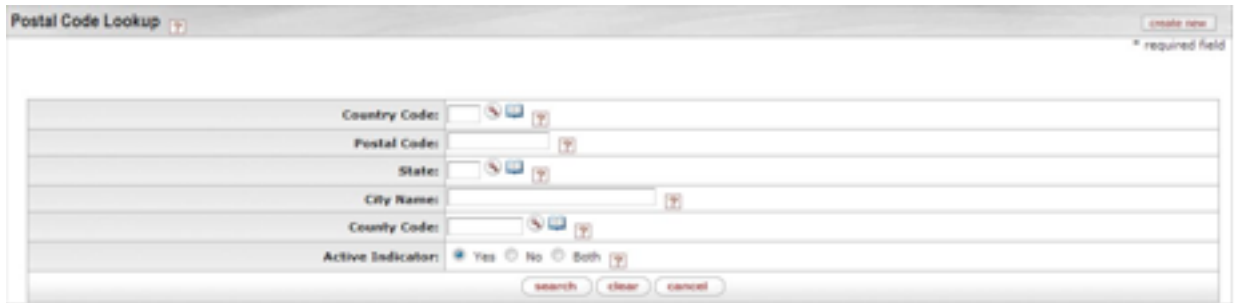 Postal Code Lookup ?
create new
* required field
Country Code: ?
Postal Code: ?
State: ?
City Name: ?
County Code: ?
Active Indicator: Yes No Both ?
search clear cancel